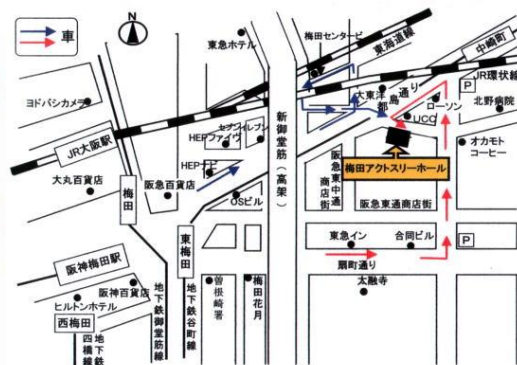 車
N
東急ホテル
梅田センタービル
東海道線
中崎町
JR環状線
P
ヨドバシカメラ
大東洋
都島通り
ローソン
北野病院
UCC
セブンイレブン
HEPファイヴ
新御堂筋(高架)
オカモトコーヒー
JR大阪駅
HEPナビ
梅田アクトスリーホール
大丸百貨店
阪急百貨店
OSビル
阪急東中通商店街
阪急東通商店街
梅田
東梅田
東急イン
合同ビル
P
扇町通り
阪神梅田駅
阪神百貨店
太融寺
ヒルトンホテル
西梅田
地下鉄四橋線
地下鉄御堂筋線
地下鉄谷町線
曽根崎署
梅田花月